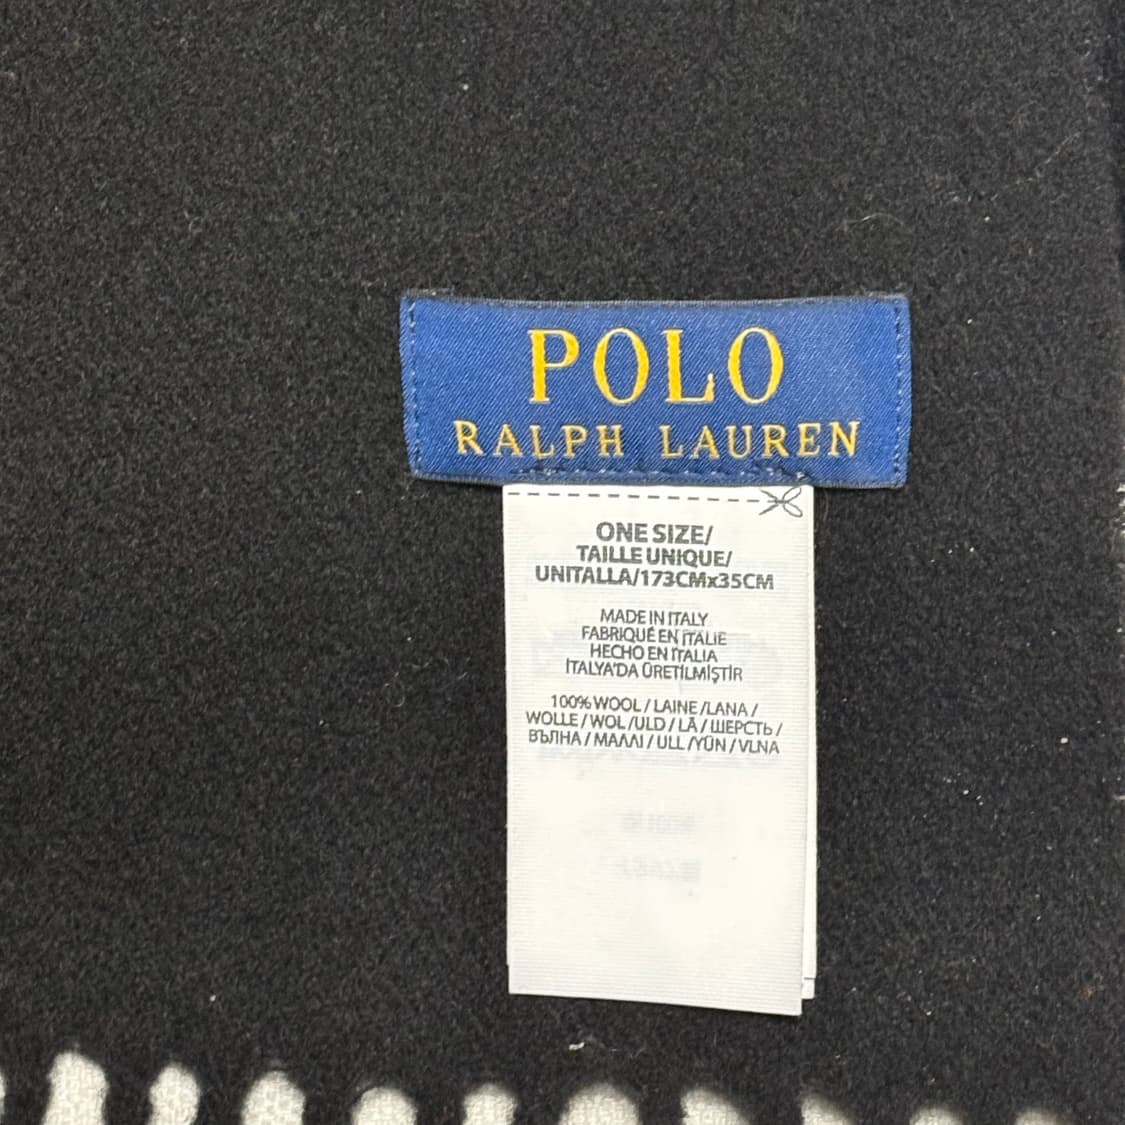 POLO
RALPH LAUREN
ONE SIZE/
TAILLE UNIQUE/
UNITALLA/173CMx35CM
MADE IN ITALY
FABRIQUÉ EN ITALIE
HECHO EN ITALIA
İTALYA'DA ÜRETİLMİŞTİR
100% WOOL / LAINE /LANA /
WOLLE / WOL /ULD / LÃ / ШЕРСТЬ /
ВЪЛНА / ΜΑΛΛΙ / ULL /YÜN / VLNA